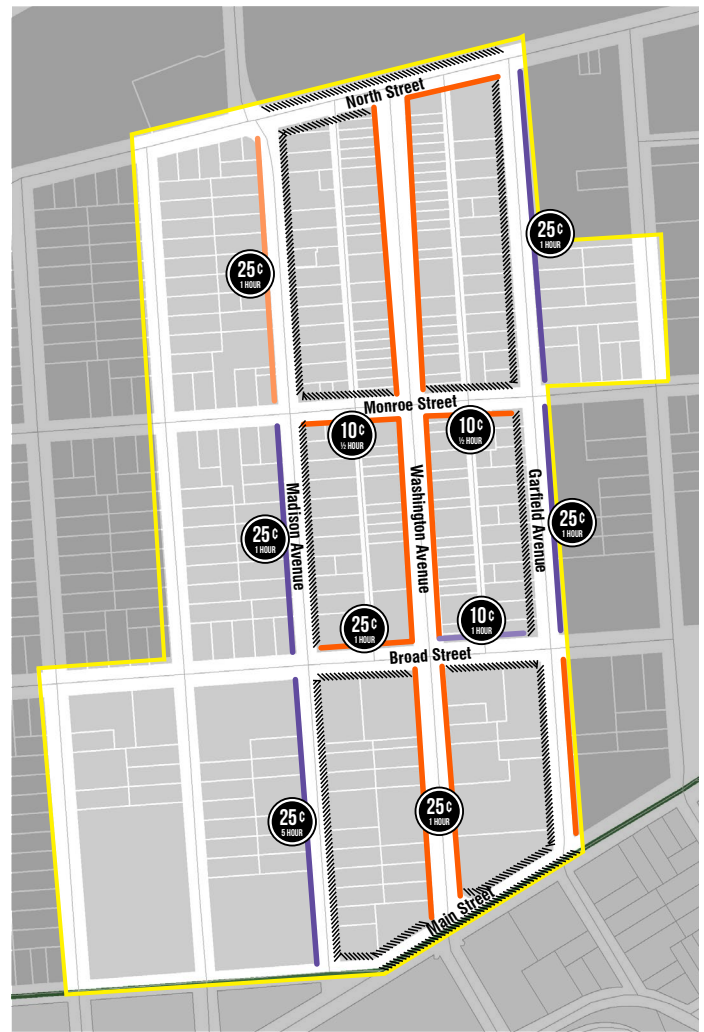 North Street
25¢
1 HOUR
25¢
1 HOUR
Monroe Street
10¢
½ HOUR
10¢
½ HOUR
Madison Avenue
Washington Avenue
Garfield Avenue
25¢
1 HOUR
25¢
1 HOUR
25¢
1 HOUR
10¢
1 HOUR
Broad Street
25¢
5 HOUR
25¢
1 HOUR
Main Street